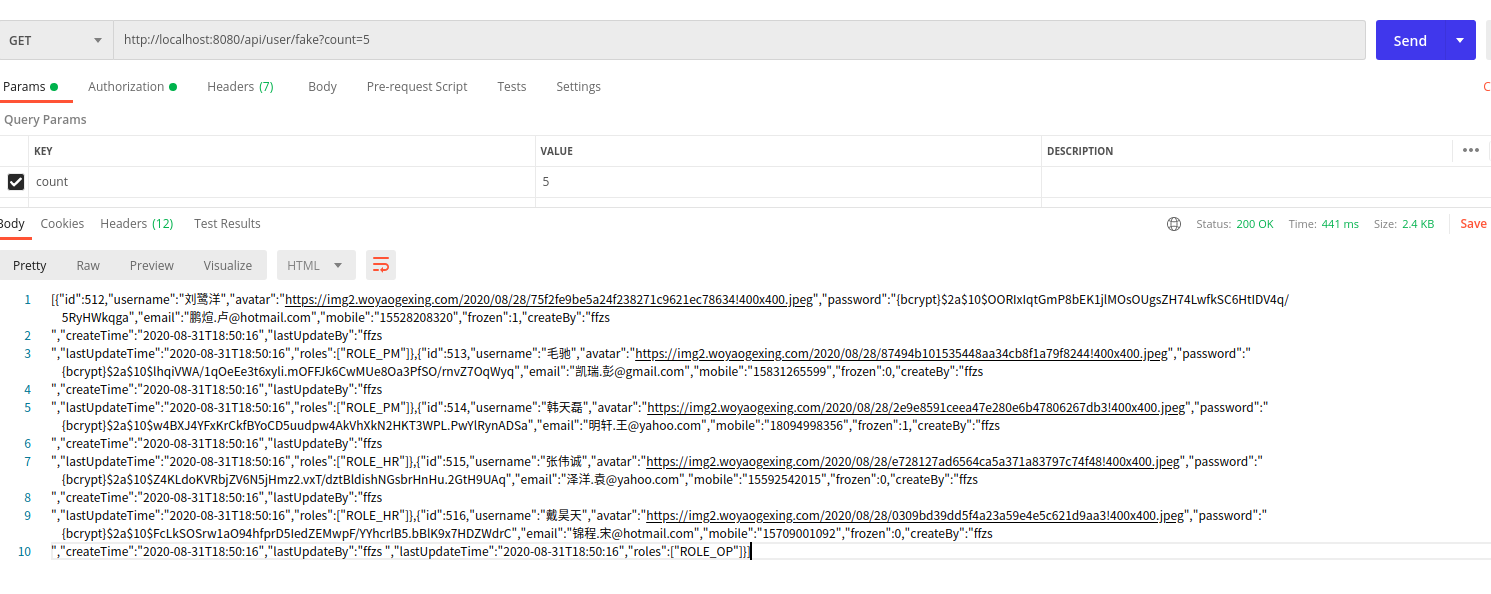 GET
http://localhost:8080/api/user/fake?count=5
Send
Params
Authorization
Headers (7)
Body
Pre-request Script
Tests
Settings
Query Params
KEY
VALUE
DESCRIPTION
count
5
Body
Cookies
Headers (12)
Test Results
Status: 200 OK
Time: 441 ms
Size: 2.4 KB
Save
Pretty
Raw
Preview
Visualize
HTML
1 [{"id":512,"username":"刘鹭洋","avatar":"https://img2.woyaogexing.com/2020/08/28/75f2fe9be5a24f238271c9621ec78634!400x400.jpeg","password":"{bcrypt}$2a$10$OORIxIqtGmP8bEK1jlMOsOUgsZH74LwfkSC6HtIDV4q/
5RyHWkqga","email":"鹏煊.卢@hotmail.com","mobile":"15528208320","frozen":1,"createBy":"ffzs
2 ","createTime":"2020-08-31T18:50:16","lastUpdateBy":"ffzs
3 ","lastUpdateTime":"2020-08-31T18:50:16","roles":["ROLE_PM"]},{"id":513,"username":"毛驰","avatar":"https://img2.woyaogexing.com/2020/08/28/87494b101535448aa34cb8f1a79f8244!400x400.jpeg","password":"
{bcrypt}$2a$10$lhqiVWA/1qOeEe3t6xyli.mOFFJk6CwMUe8Oa3PfSO/rnvZ7OqWyq","email":"凯瑞.彭@gmail.com","mobile":"15831265599","frozen":0,"createBy":"ffzs
4 ","createTime":"2020-08-31T18:50:16","lastUpdateBy":"ffzs
5 ","lastUpdateTime":"2020-08-31T18:50:16","roles":["ROLE_PM"]},{"id":514,"username":"韩天磊","avatar":"https://img2.woyaogexing.com/2020/08/28/2e9e8591ceea47e280e6b47806267db3!400x400.jpeg","password":"
{bcrypt}$2a$10$w4BXJ4YFxKrCkfBYoCD5uudpw4AkVhXkN2HKT3WPL.PwYlRynADSa","email":"明轩.王@yahoo.com","mobile":"18094998356","frozen":1,"createBy":"ffzs
6 ","createTime":"2020-08-31T18:50:16","lastUpdateBy":"ffzs
7 ","lastUpdateTime":"2020-08-31T18:50:16","roles":["ROLE_HR"]},{"id":515,"username":"张伟诚","avatar":"https://img2.woyaogexing.com/2020/08/28/e728127ad6564ca5a371a83797c74f48!400x400.jpeg","password":"
{bcrypt}$2a$10$Z4KLdoKVRbjZV6N5jHmz2.vxT/dztBldishNGsbrHnHu.2GtH9UAq","email":"泽洋.袁@yahoo.com","mobile":"15592542015","frozen":0,"createBy":"ffzs
8 ","createTime":"2020-08-31T18:50:16","lastUpdateBy":"ffzs
9 ","lastUpdateTime":"2020-08-31T18:50:16","roles":["ROLE_HR"]},{"id":516,"username":"戴昊天","avatar":"https://img2.woyaogexing.com/2020/08/28/0309bd39dd5f4a23a59e4e5c621d9aa3!400x400.jpeg","password":"
{bcrypt}$2a$10$FcLkSOSrw1aO94hfprD5IedZEMwpF/YYhcrlB5.bBlK9x7HDZWdrC","email":"锦程.宋@hotmail.com","mobile":"15709001092","frozen":0,"createBy":"ffzs
10 ","createTime":"2020-08-31T18:50:16","lastUpdateBy":"ffzs ","lastUpdateTime":"2020-08-31T18:50:16","roles":["ROLE_OP"]}]